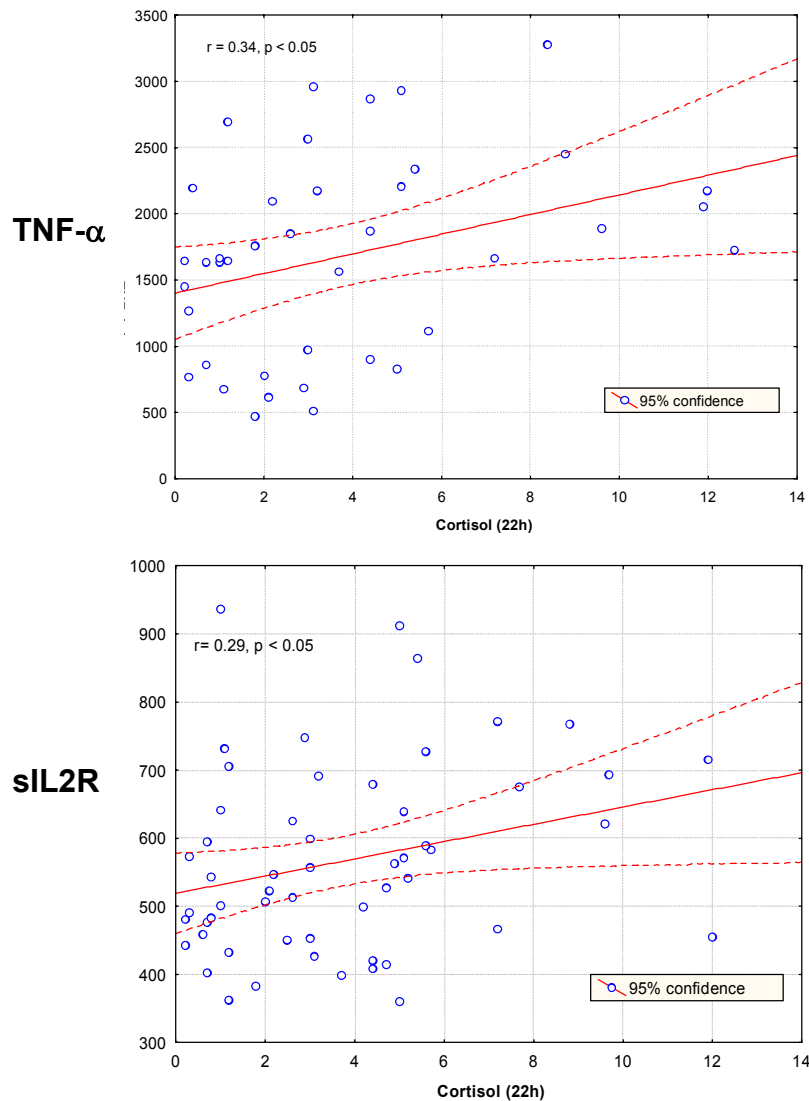 3500
r = 0.34, p < 0.05
3000
2500
2000
TNF-α
1500
1000
500
95% confidence
0
0 2 4 6 8 10 12 14
Cortisol (22h)
1000
900
r= 0.29, p < 0.05
800
sIL2R
700
600
500
400
95% confidence
300
0 2 4 6 8 10 12 14
Cortisol (22h)